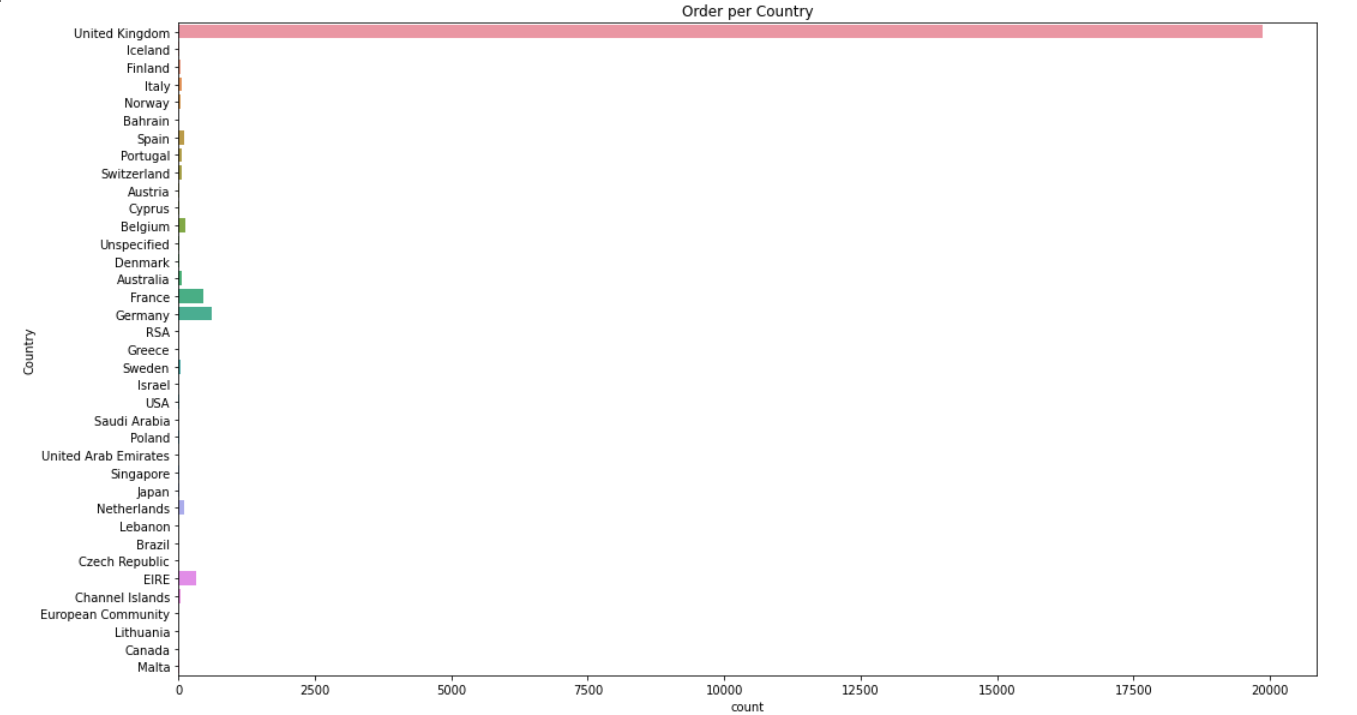 Order per Country
United Kingdom
Iceland
Finland
Italy
Norway
Bahrain
Spain
Portugal
Switzerland
Austria
Cyprus
Belgium
Unspecified
Denmark
Australia
France
Germany
RSA
Greece
Sweden
Israel
USA
Saudi Arabia
Poland
United Arab Emirates
Singapore
Japan
Netherlands
Lebanon
Brazil
Czech Republic
EIRE
Channel Islands
European Community
Lithuania
Canada
Malta
Country
0 2500 5000 7500 10000 12500 15000 17500 20000
count